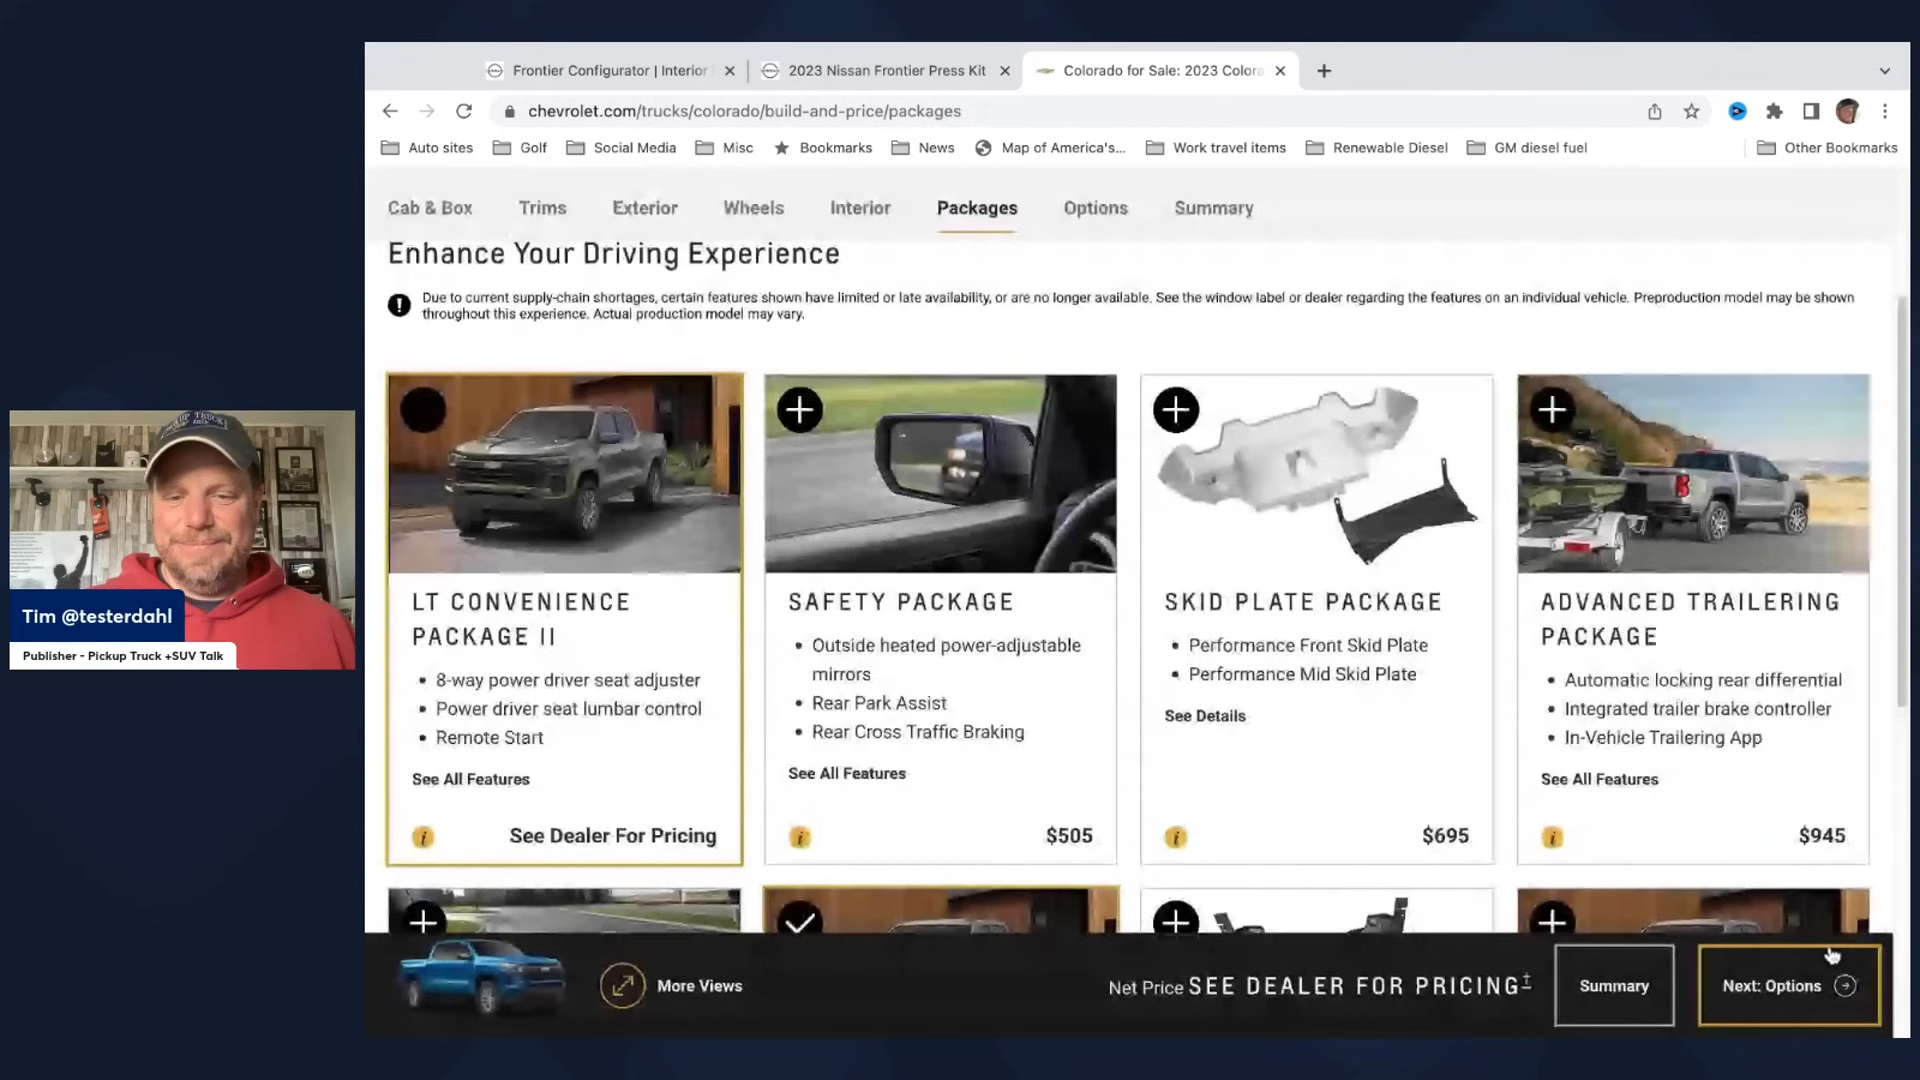 Frontier Configurator | Interior
2023 Nissan Frontier Press Kit
Colorado for Sale: 2023 Colora
chevrolet.com/trucks/colorado/build-and-price/packages
Auto sites
Golf
Social Media
Misc
Bookmarks
News
Map of America's...
Work travel items
Renewable Diesel
GM diesel fuel
Other Bookmarks
Cab & Box
Trims
Exterior
Wheels
Interior
Packages
Options
Summary
Enhance Your Driving Experience
Due to current supply-chain shortages, certain features shown have limited or late availability, or are no longer available. See the window label or dealer regarding the features on an individual vehicle. Preproduction model may be shown
throughout this experience. Actual production model may vary.
LT CONVENIENCE
PACKAGE II
• 8-way power driver seat adjuster
• Power driver seat lumbar control
• Remote Start
See All Features
See Dealer For Pricing
SAFETY PACKAGE
• Outside heated power-adjustable
mirrors
• Rear Park Assist
• Rear Cross Traffic Braking
See All Features
$505
SKID PLATE PACKAGE
• Performance Front Skid Plate
• Performance Mid Skid Plate
See Details
$695
ADVANCED TRAILERING
PACKAGE
• Automatic locking rear differential
• Integrated trailer brake controller
• In-Vehicle Trailering App
See All Features
$945
More Views
Net Price SEE DEALER FOR PRICING‡
Summary
Next: Options
Tim @testerdahl
Publisher - Pickup Truck +SUV Talk